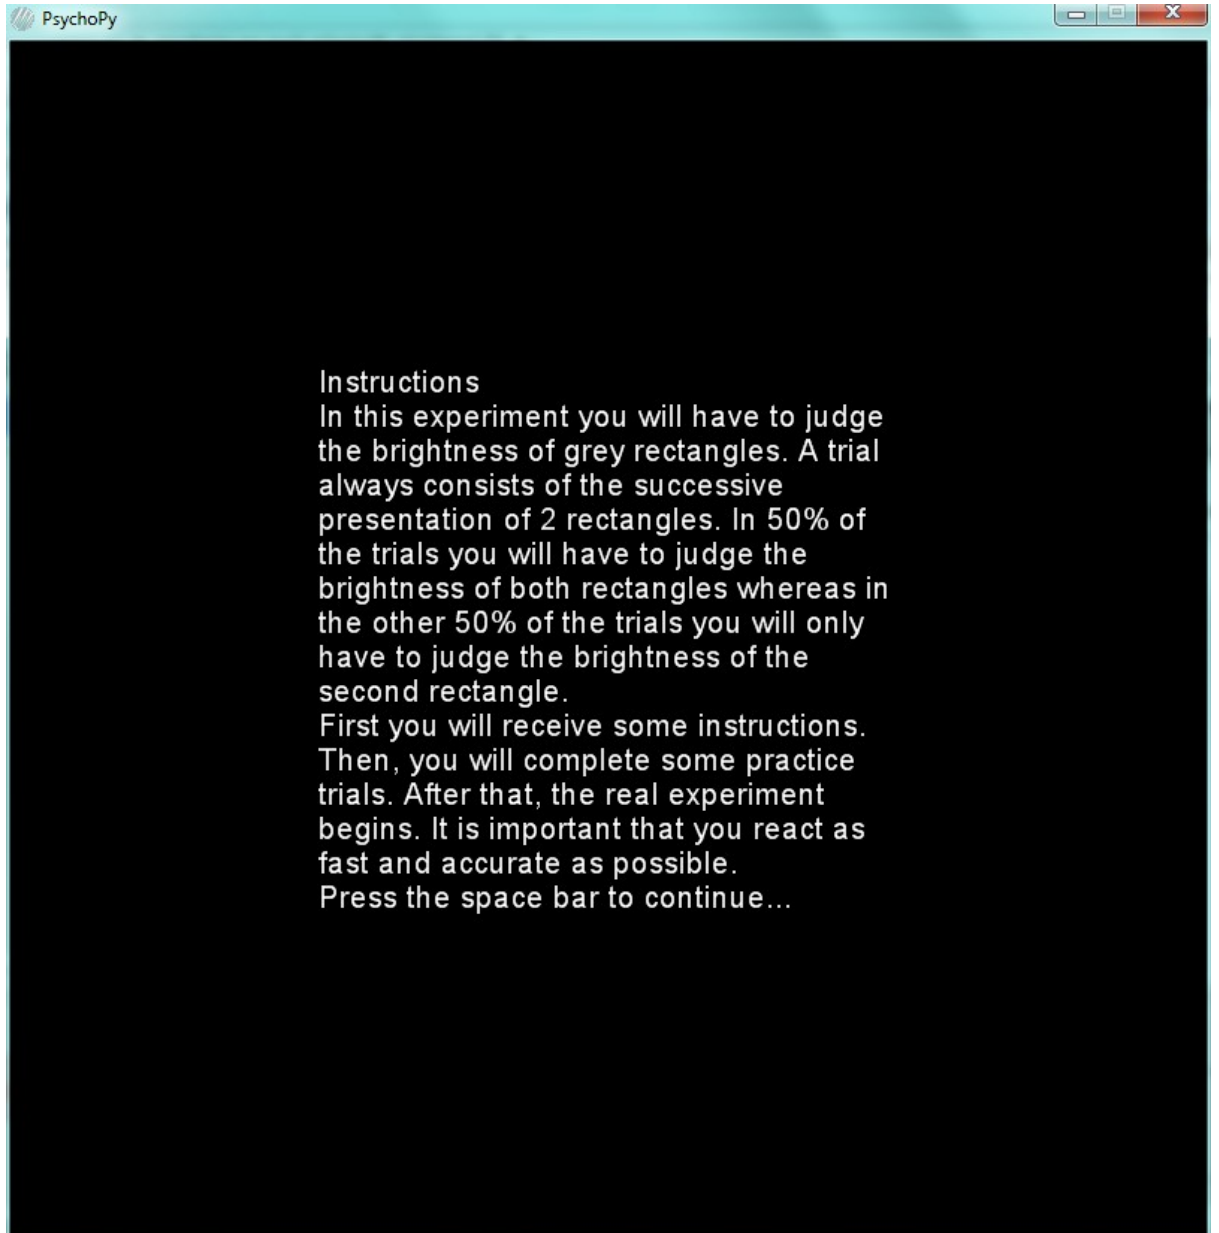 PsychoPy
Instructions
In this experiment you will have to judge
the brightness of grey rectangles. A trial
always consists of the successive
presentation of 2 rectangles. In 50% of
the trials you will have to judge the
brightness of both rectangles whereas in
the other 50% of the trials you will only
have to judge the brightness of the
second rectangle.
First you will receive some instructions.
Then, you will complete some practice
trials. After that, the real experiment
begins. It is important that you react as
fast and accurate as possible.
Press the space bar to continue...